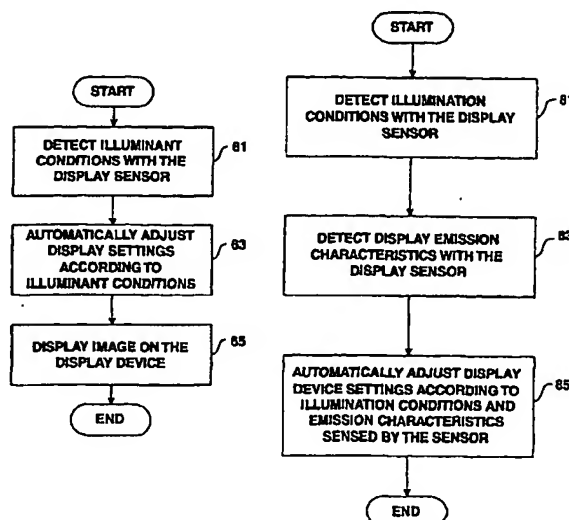 START
DETECT ILLUMINANT
CONDITIONS WITH THE
DISPLAY SENSOR
61
AUTOMATICALLY ADJUST
DISPLAY SETTINGS
ACCORDING TO
ILLUMINANT CONDITIONS
63
DISPLAY IMAGE ON THE
DISPLAY DEVICE
65
END
START
DETECT ILLUMINATION
CONDITIONS WITH THE DISPLAY
SENSOR
DETECT DISPLAY EMISSION
CHARACTERISTICS WITH THE
DISPLAY SENSOR
AUTOMATICALLY ADJUST DISPLAY
DEVICE SETTINGS ACCORDING TO
ILLUMINATION CONDITIONS AND
EMISSION CHARACTERISTICS
SENSED BY THE SENSOR
END